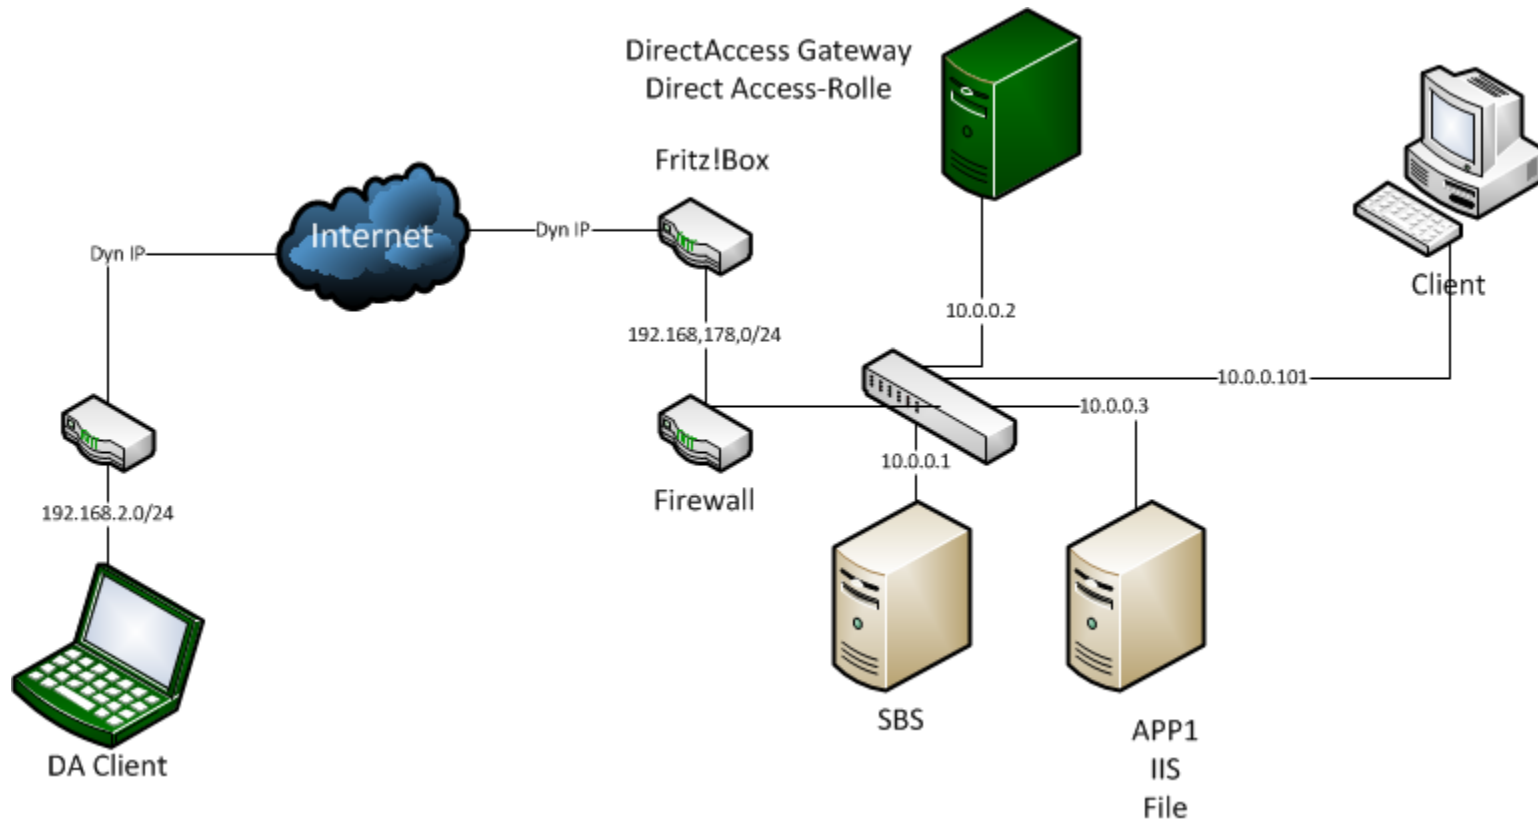 DirectAccess Gateway
Direct Access-Rolle
Fritz!Box
Internet
Dyn IP
Dyn IP
Client
10.0.0.2
192.168,178,0/24
10.0.0.101
10.0.0.3
10.0.0.1
Firewall
192.168.2.0/24
SBS
APP1
IIS
File
DA Client